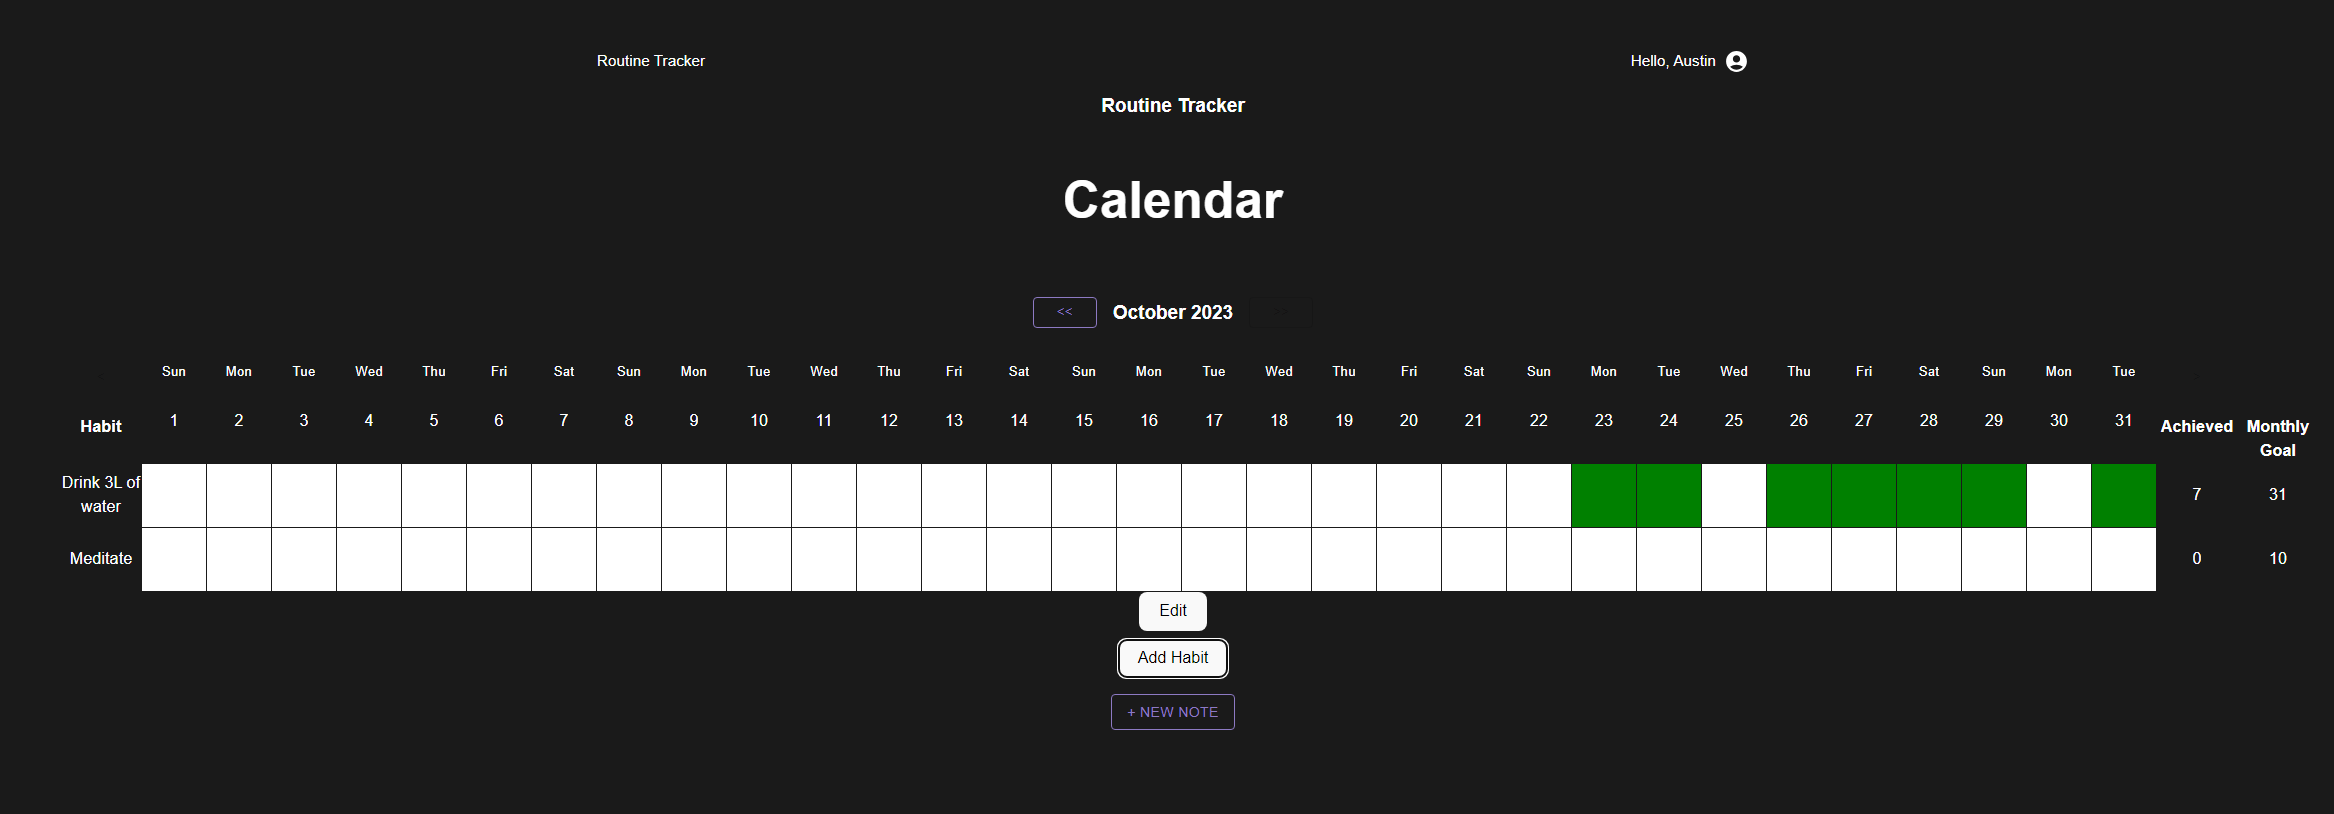 Routine Tracker
Hello, Austin
Routine Tracker
Calendar
<< October 2023
Sun Mon Tue Wed Thu Fri Sat Sun Mon Tue Wed Thu Fri Sat Sun Mon Tue Wed Thu Fri Sat Sun Mon Tue Wed Thu Fri Sat Sun Mon Tue
Habit 1 2 3 4 5 6 7 8 9 10 11 12 13 14 15 16 17 18 19 20 21 22 23 24 25 26 27 28 29 30 31 Achieved Monthly
Goal
Drink 3L of
water 7 31
Meditate 0 10
Edit
Add Habit
+ NEW NOTE